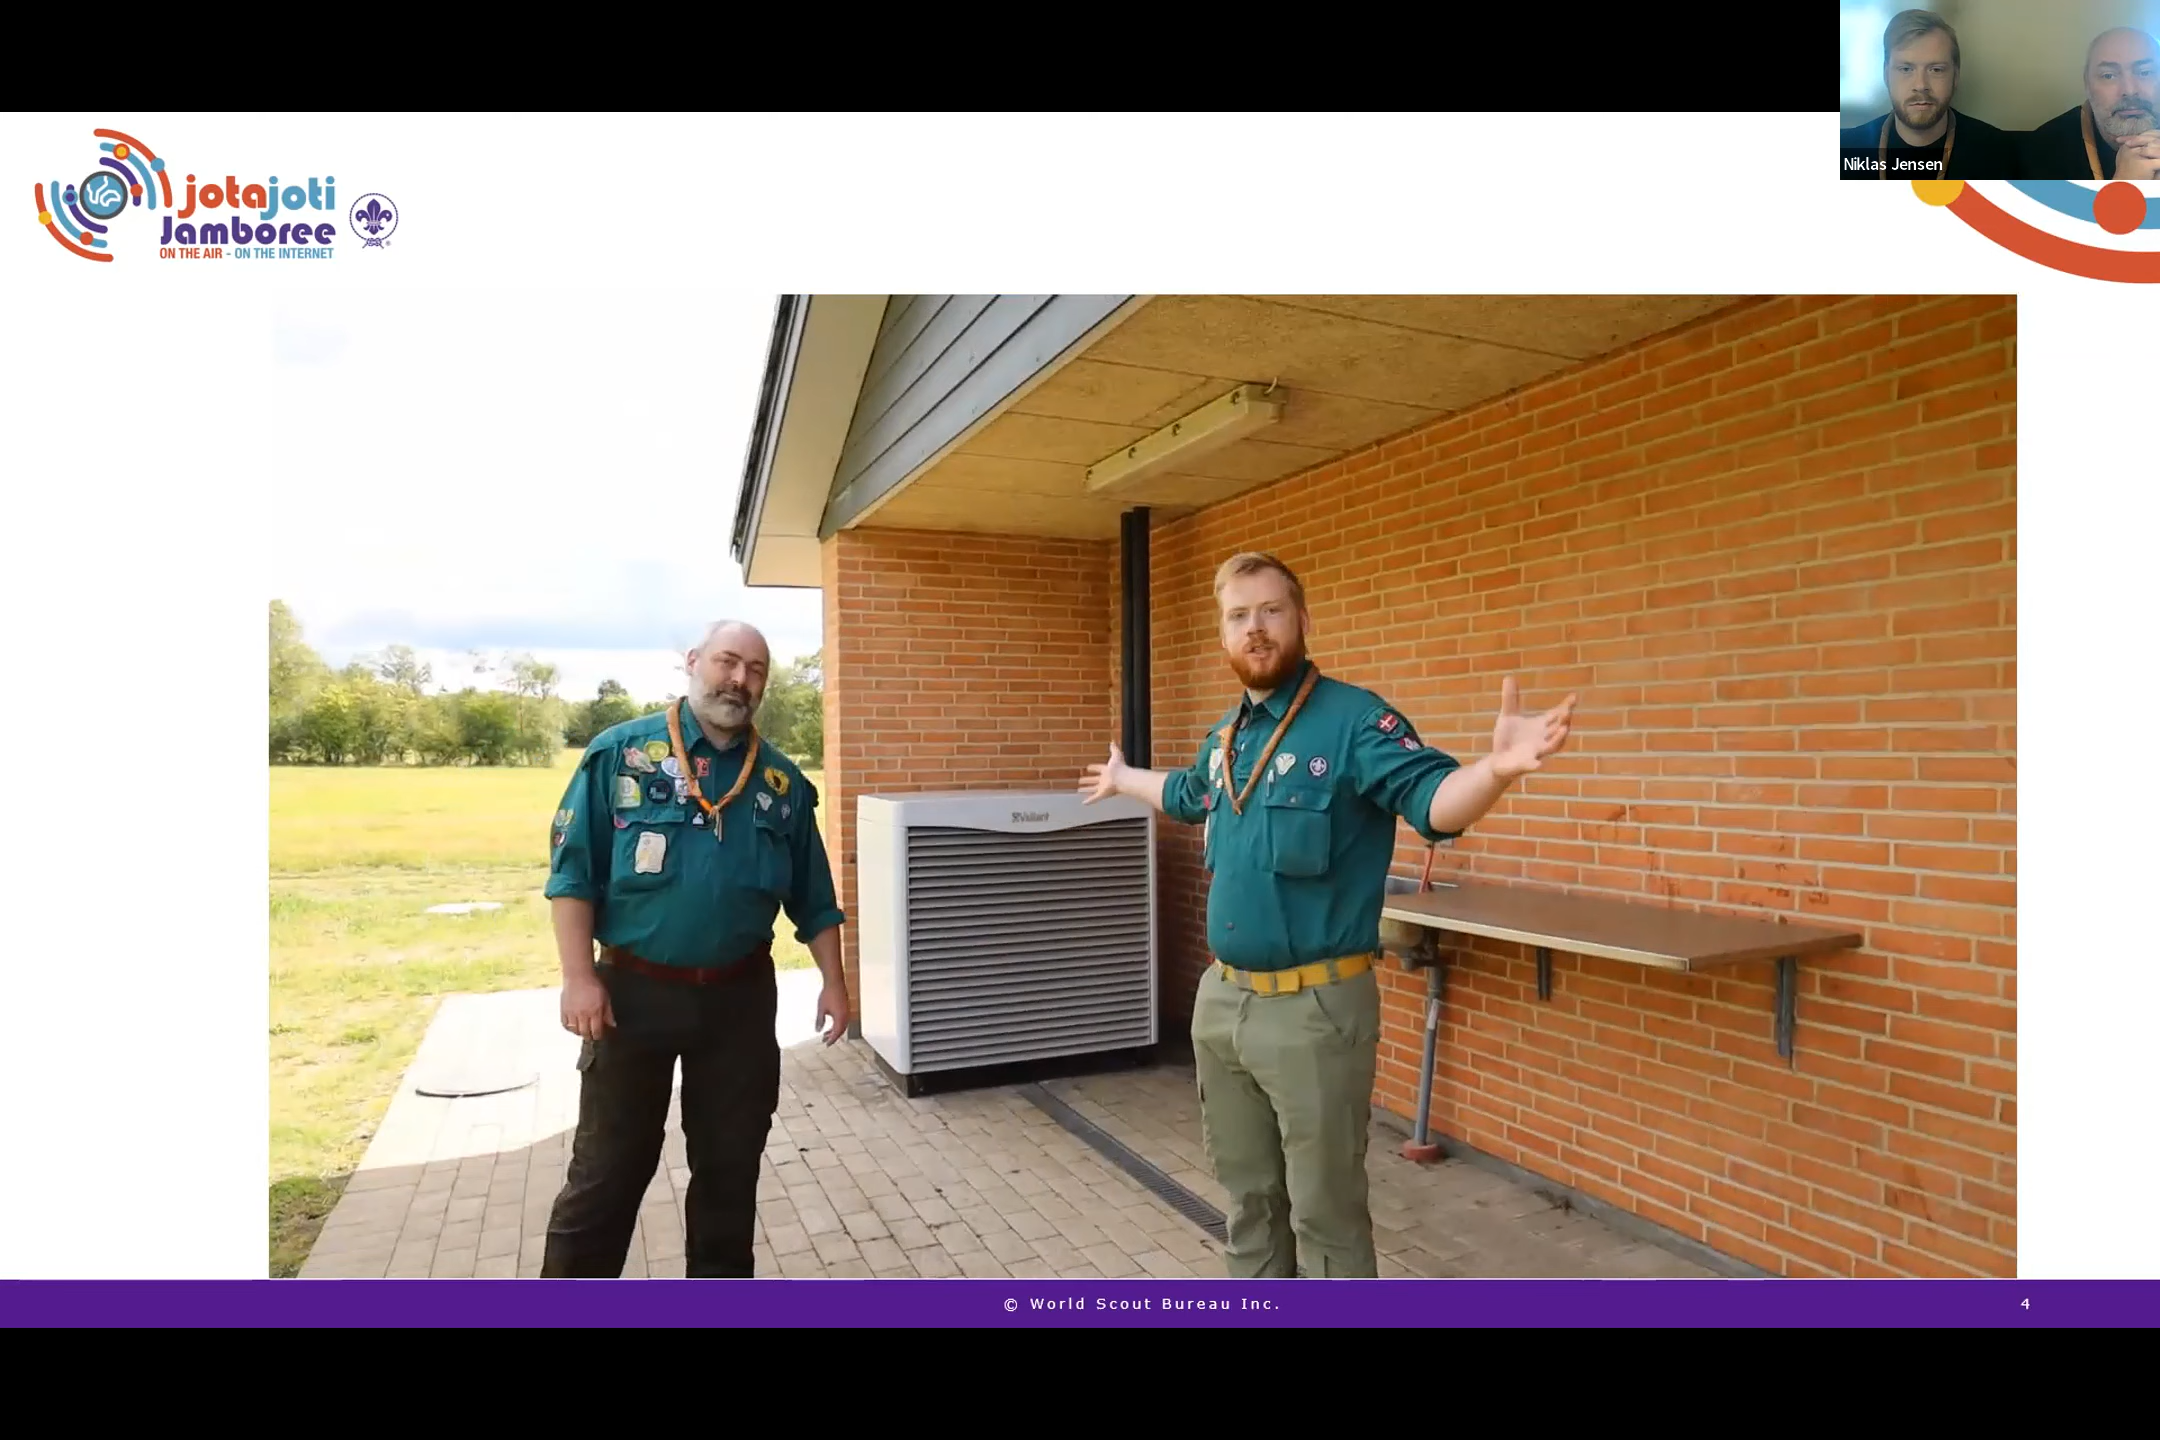 Niklas Jensen
jotajoti
Jamboree
ON THE AIR - ON THE INTERNET
Vaillant
© World Scout Bureau Inc.
4